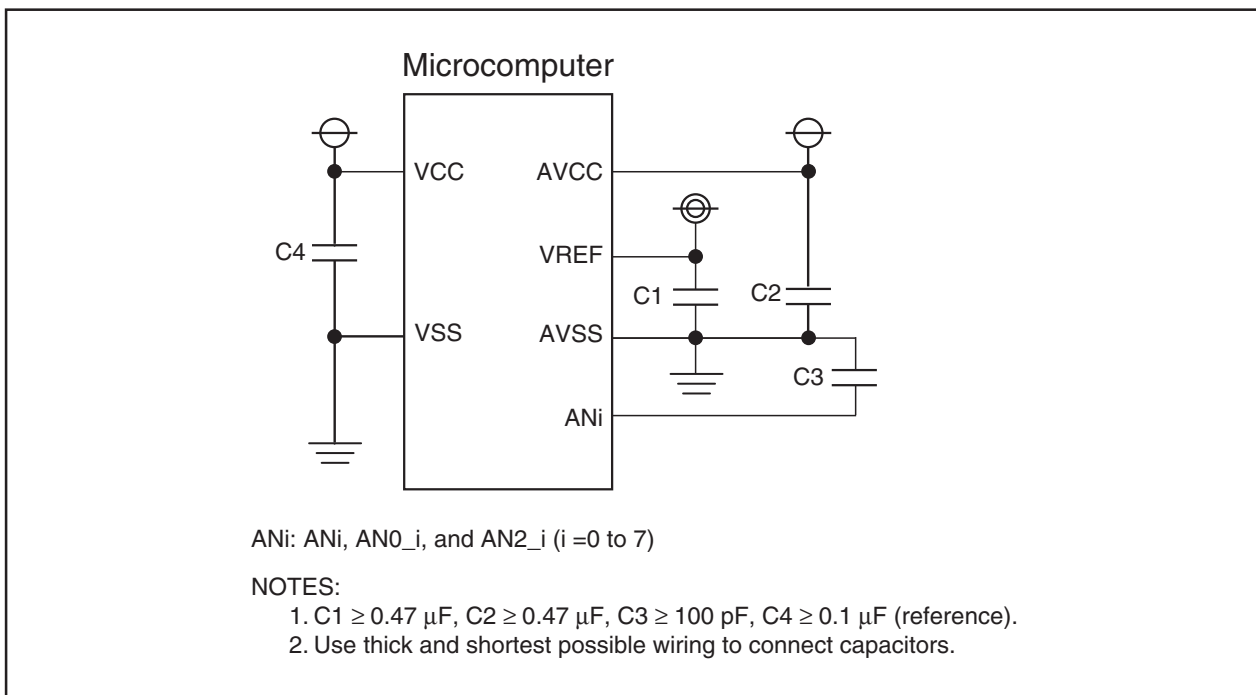 Microcomputer
VCC
AVCC
VREF
C4
C1
C2
VSS
AVSS
C3
ANi
ANi: ANi, AN0_i, and AN2_i (i =0 to 7)
NOTES:
1. C1 ≥ 0.47 μF, C2 ≥ 0.47 μF, C3 ≥ 100 pF, C4 ≥ 0.1 μF (reference).
2. Use thick and shortest possible wiring to connect capacitors.